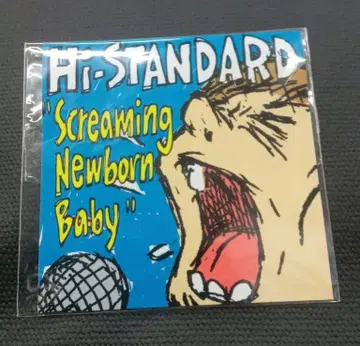 Hi-STANDARD
"Screaming
Newborn
Baby"